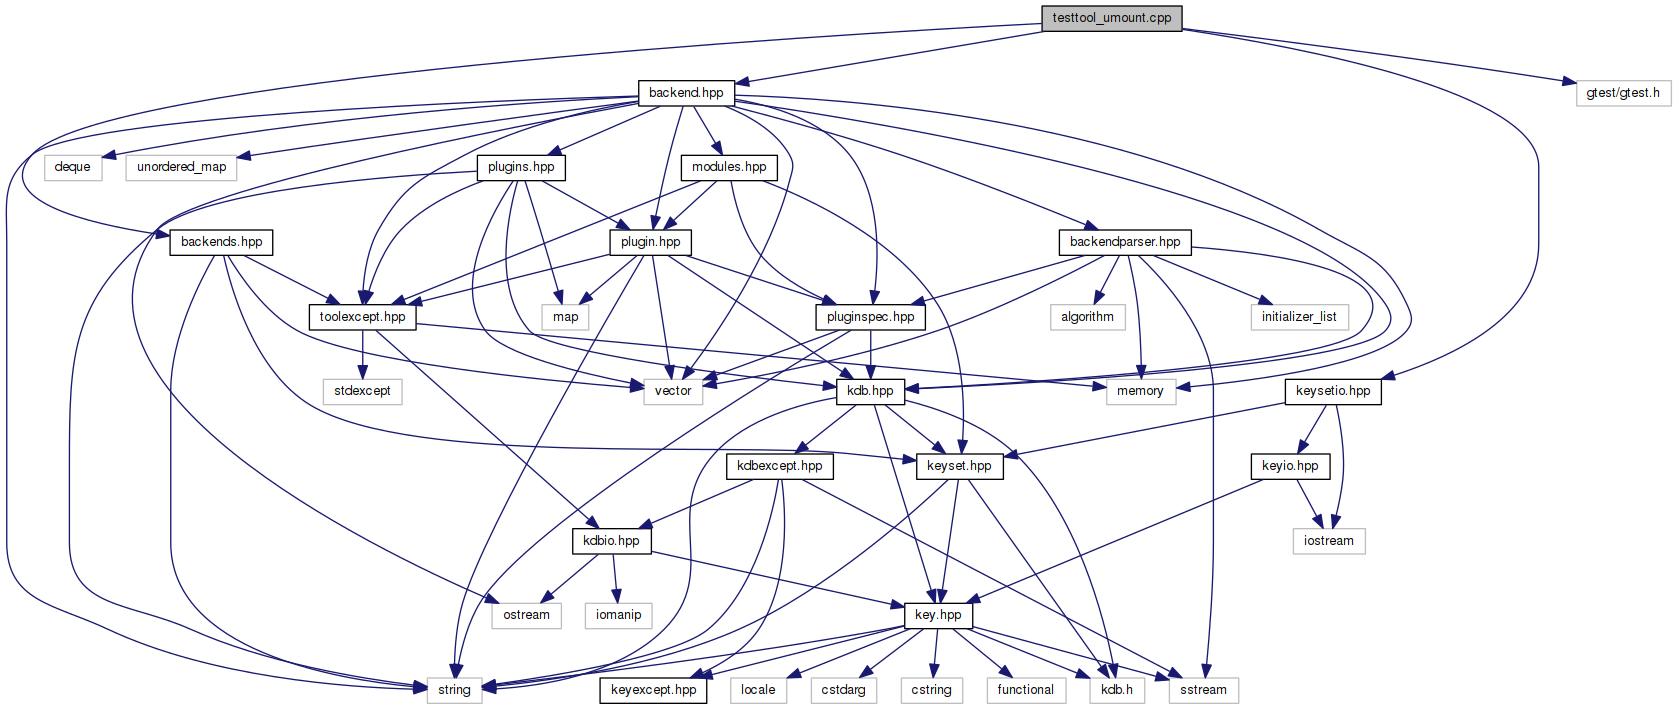 testtool_umount.cpp
backend.hpp
gtest/gtest.h
deque
unordered_map
plugins.hpp
modules.hpp
backends.hpp
plugin.hpp
backendparser.hpp
toolexcept.hpp
map
pluginspec.hpp
algorithm
initializer_list
stdexcept
vector
kdb.hpp
memory
keysetio.hpp
kdbexcept.hpp
keyset.hpp
keyio.hpp
kdbio.hpp
iostream
ostream
iomanip
key.hpp
string
keyexcept.hpp
locale
cstdarg
cstring
functional
kdb.h
sstream